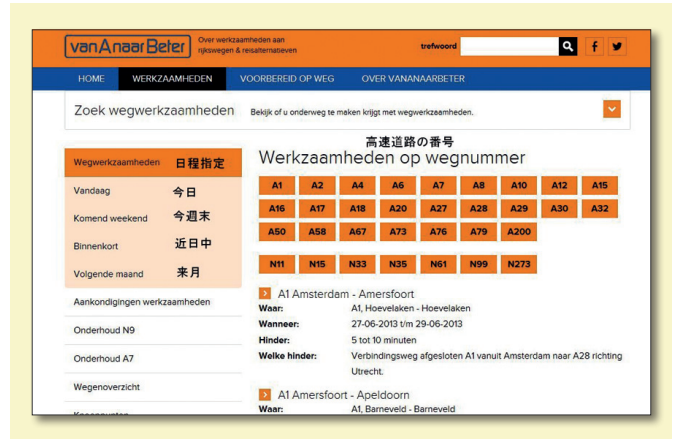 van A naar Beter
Over werkzaamheden aan
rijkswegen & reisalternatieven
trefwoord
HOME WERKZAAMHEDEN VOORBEREID OP WEG OVER VANANAARBETER
Zoek wegwerkzaamheden Bekijk of u onderweg te maken krijgt met wegwerkzaamheden.
Wegwerkzaamheden 日程指定
Vandaag 今日
Komend weekend 今週末
Binnenkort 近日中
Volgende maand 来月
Aankondigingen werkzaamheden
Onderhoud N9
Onderhoud A7
Wegenoverzicht
高速道路の番号
Werkzaamheden op wegnummer
A1 A2 A4 A6 A7 A8 A10 A12 A15
A16 A17 A18 A20 A27 A28 A29 A30 A32
A50 A58 A67 A73 A76 A79 A200
N11 N15 N33 N35 N61 N99 N273
A1 Amsterdam - Amersfoort
Waar: A1, Hoevelaken - Hoevelaken
Wanneer: 27-06-2013 t/m 29-06-2013
Hinder: 5 tot 10 minuten
Welke hinder: Verbindingsweg afgesloten A1 vanuit Amsterdam naar A28 richting
Utrecht.
A1 Amersfoort - Apeldoorn
Waar: A1, Barneveld - Barneveld